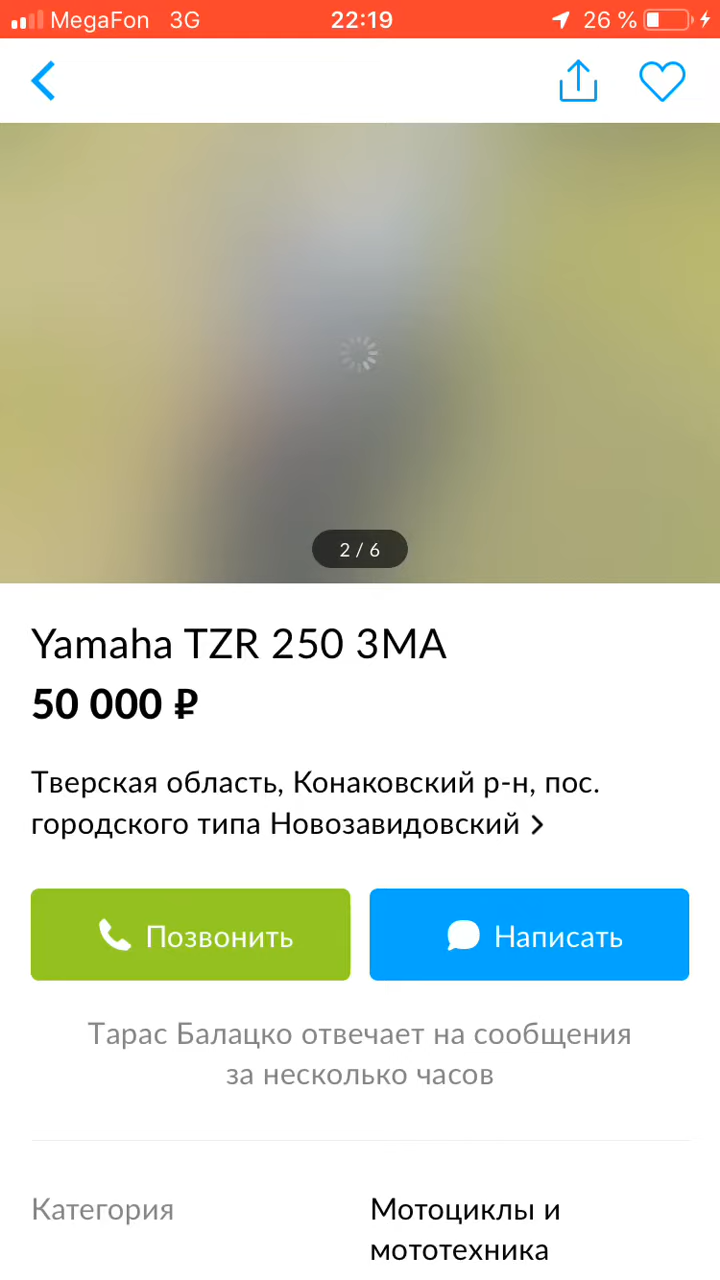 MegaFon 3G 22:19 26 %
2 / 6
Yamaha TZR 250 3MA
50 000 ₽
Тверская область, Конаковский р-н, пос.
городского типа Новозавидовский
Позвонить Написать
Тарас Балацко отвечает на сообщения
за несколько часов
Категория Мотоциклы и
мототехника